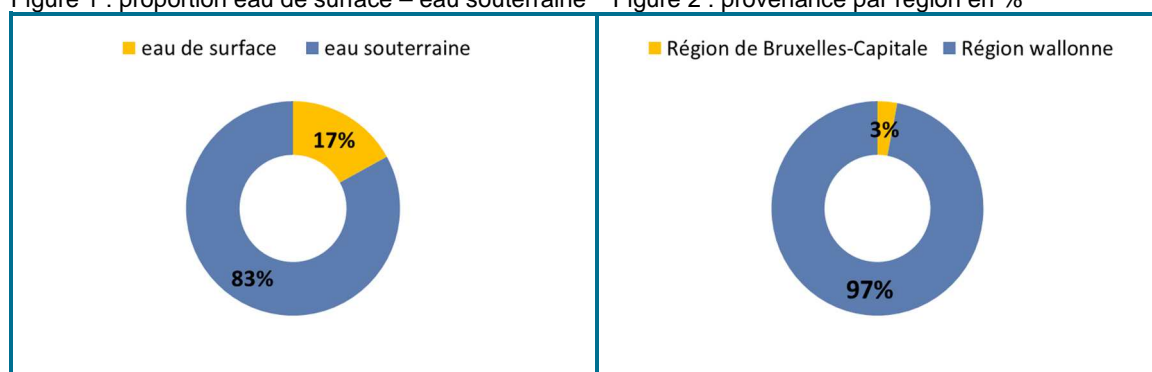 Figure 1 : proportion eau de surface – eau souterraine Figure 2 : provenance par région en %
eau de surface eau souterraine
17%
83%
Région de Bruxelles-Capitale Région wallonne
3%
97%